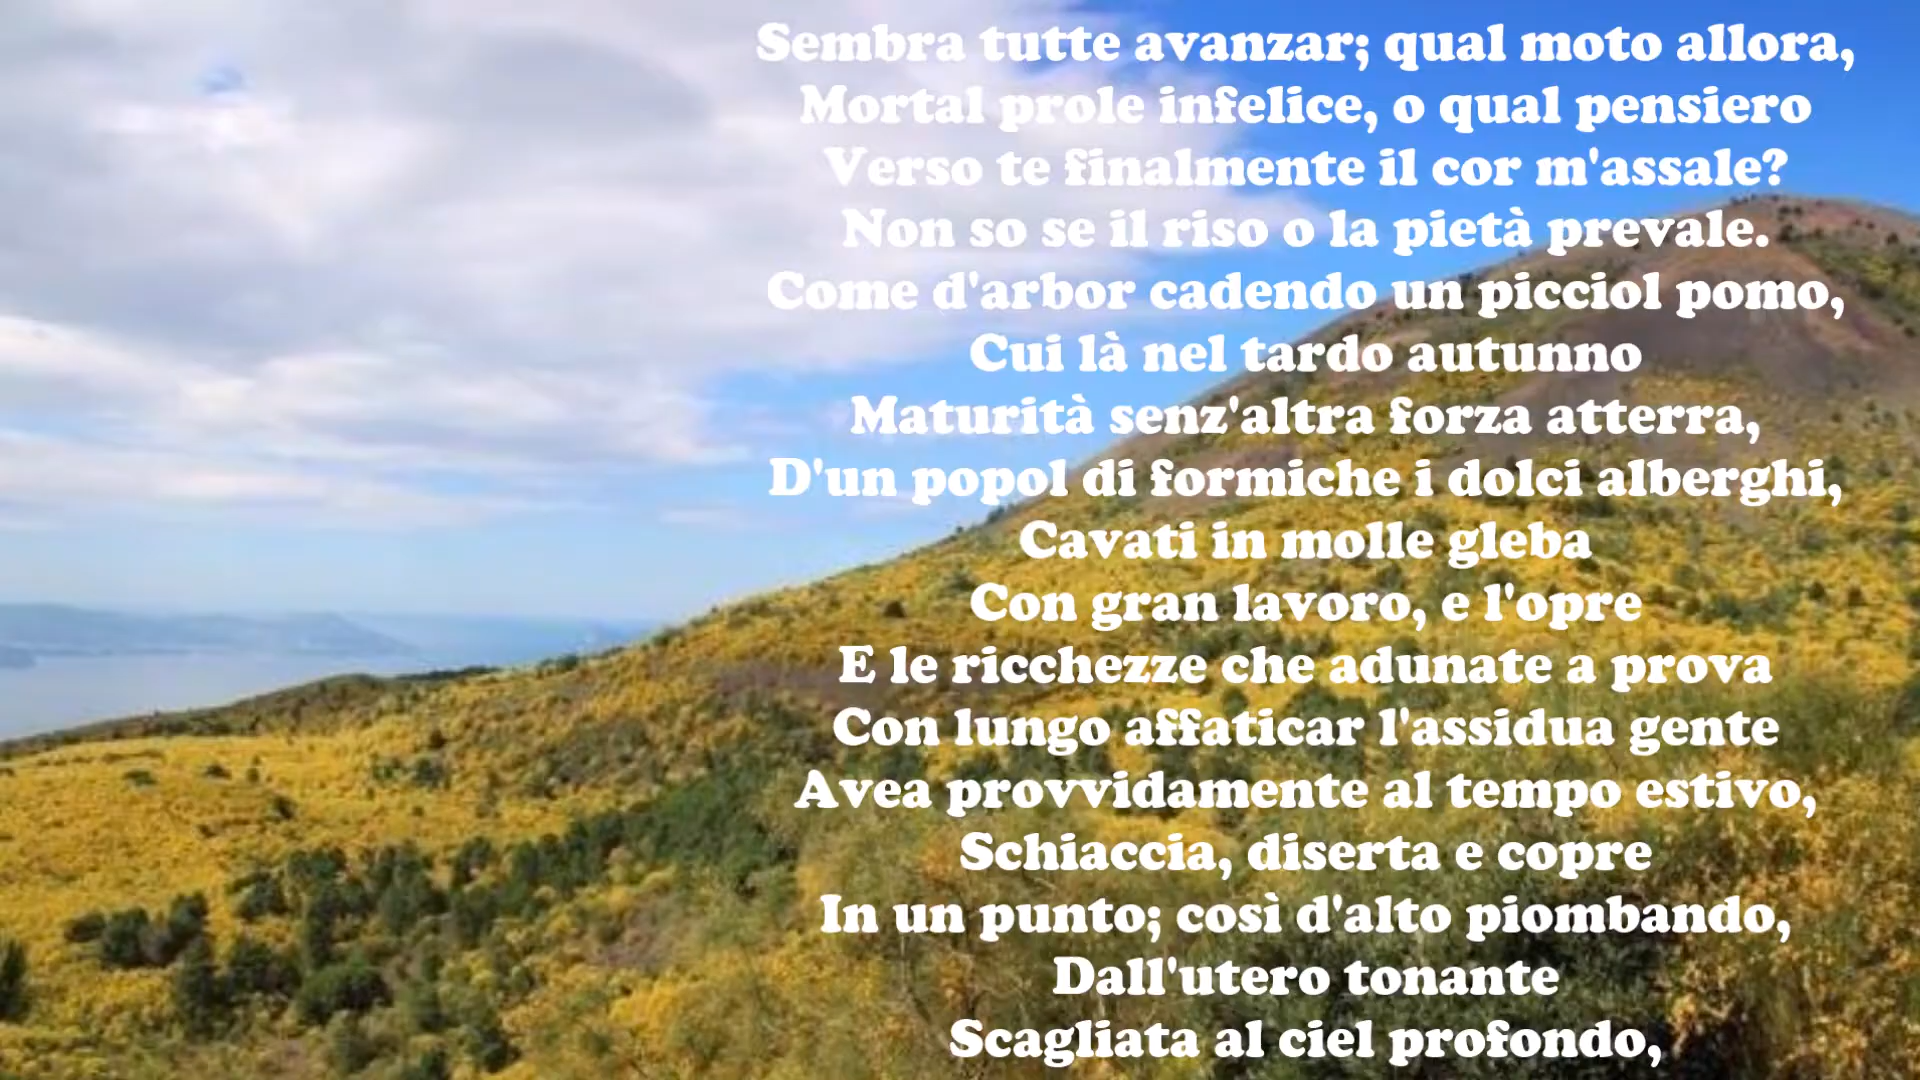 Sembra tutte avanzar; qual moto allora,
Mortal prole infelice, o qual pensiero
Verso te finalmente il cor m'assale?
Non so se il riso o la pietà prevale.
Come d'arbor cadendo un picciol pomo,
Cui là nel tardo autunno
Maturità senz'altra forza atterra,
D'un popol di formiche i dolci alberghi,
Cavati in molle gleba
Con gran lavoro, e l'opre
E le ricchezze che adunate a prova
Con lungo affaticar l'assidua gente
Avea provvidamente al tempo estivo,
Schiaccia, diserta e copre
In un punto; così d'alto piombando,
Dall'utero tonante
Scagliata al ciel profondo,